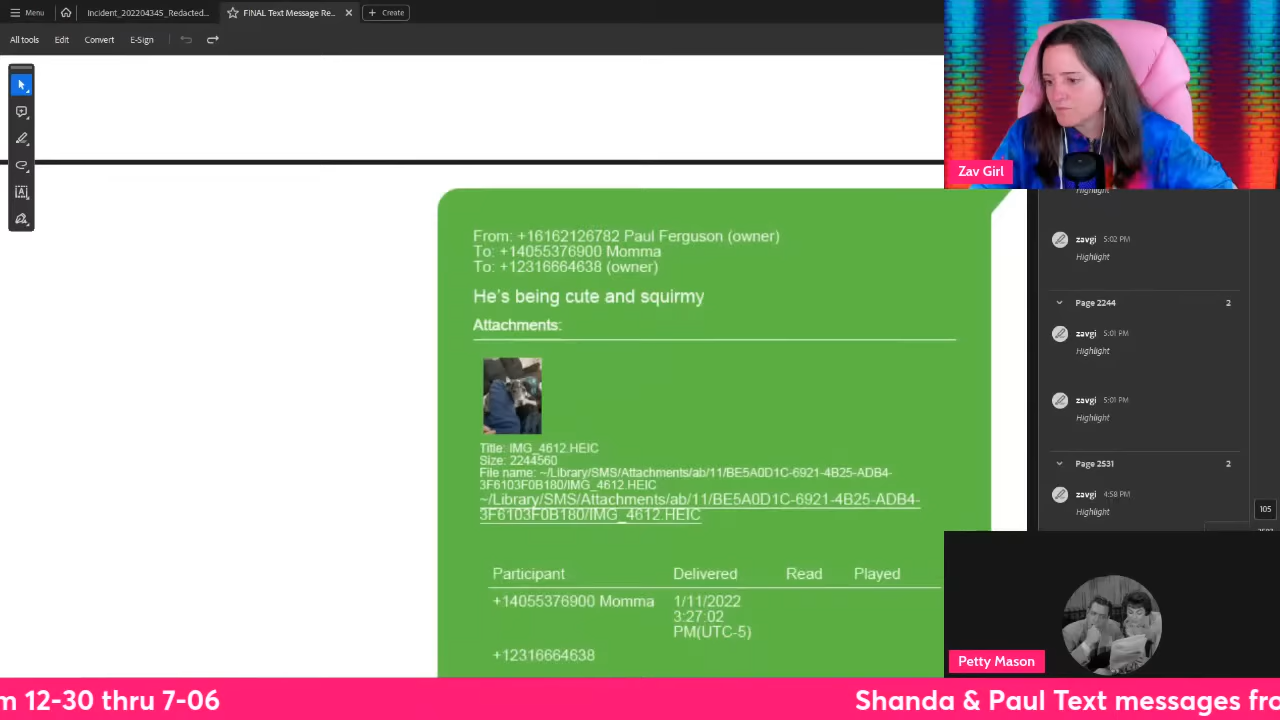 Menu
Incident_202204345_Redacted...
FINAL Text Message Re...
Create
All tools
Edit
Convert
E-Sign
From: +16162126782 Paul Ferguson (owner)
To: +14055376900 Momma
To: +12316664638 (owner)
He's being cute and squirmy
Attachments:
Title: IMG_4612.HEIC
Size: 2244560
File name: ~/Library/SMS/Attachments/ab/11/BE5A0D1C-6921-4B25-ADB4-
3F6103F0B180/IMG_4612.HEIC
~/Library/SMS/Attachments/ab/11/BE5A0D1C-6921-4B25-ADB4-
3F6103F0B180/IMG_4612.HEIC
Participant Delivered Read Played
+14055376900 Momma 1/11/2022
3:27:02
PM(UTC-5)
+12316664638
Zav Girl
Highlight
zavgi 5:02 PM
Highlight
Page 2244 2
zavgi 5:01 PM
Highlight
zavgi 5:01 PM
Highlight
Page 2531 2
zavgi 4:58 PM
Highlight
105
Petty Mason
m 12-30 thru 7-06
Shanda & Paul Text messages fro